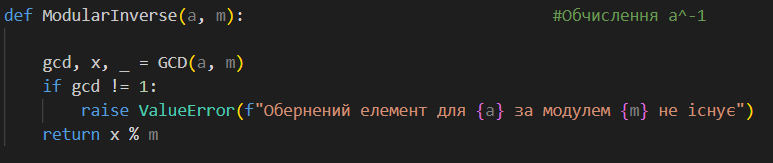 def ModularInverse(a, m): #Обчислення a^-1
gcd, x, _ = GCD(a, m)
if gcd != 1:
raise ValueError(f"Обернений елемент для {a} за модулем {m} не існує")
return x % m